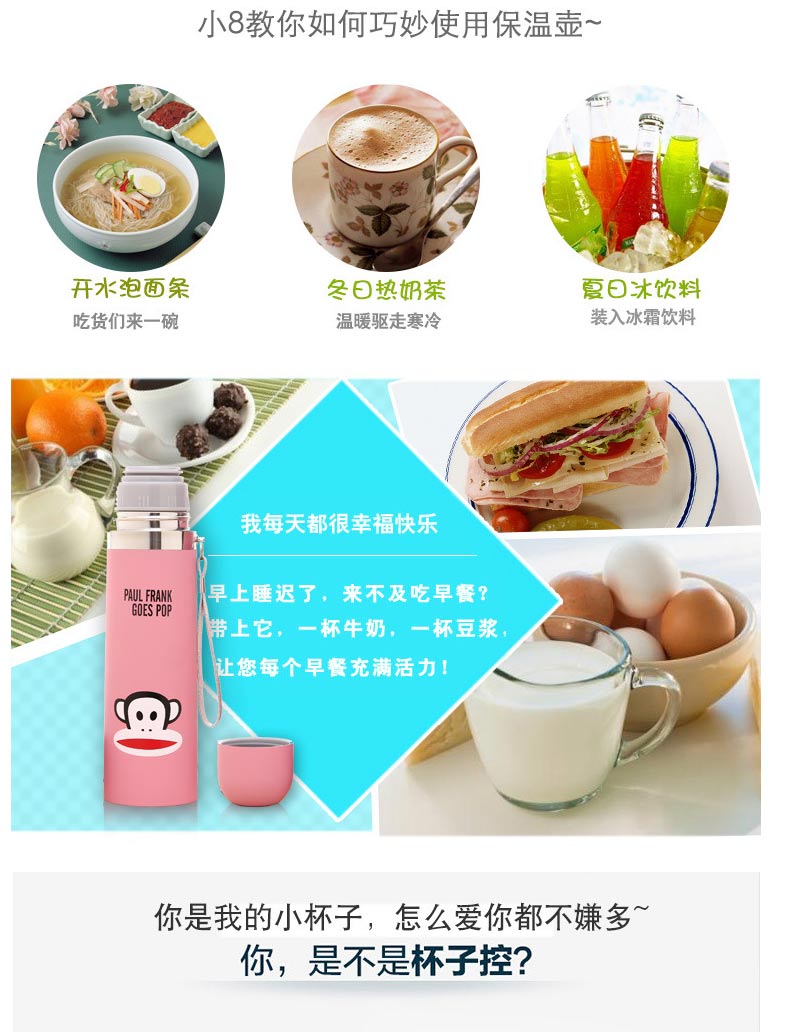 小8教你如何巧妙使用保温壶~
开水泡面条
吃货们来一碗
冬日热奶茶
温暖驱走寒冷
夏日冰饮料
装入冰霜饮料
我每天都很幸福快乐
早上睡迟了，来不及吃早餐？
带上它，一杯牛奶，一杯豆浆，
让您每个早餐充满活力！
PAUL FRANK
GOES POP
你是我的小杯子，怎么爱你都不嫌多~
你，是不是杯子控？